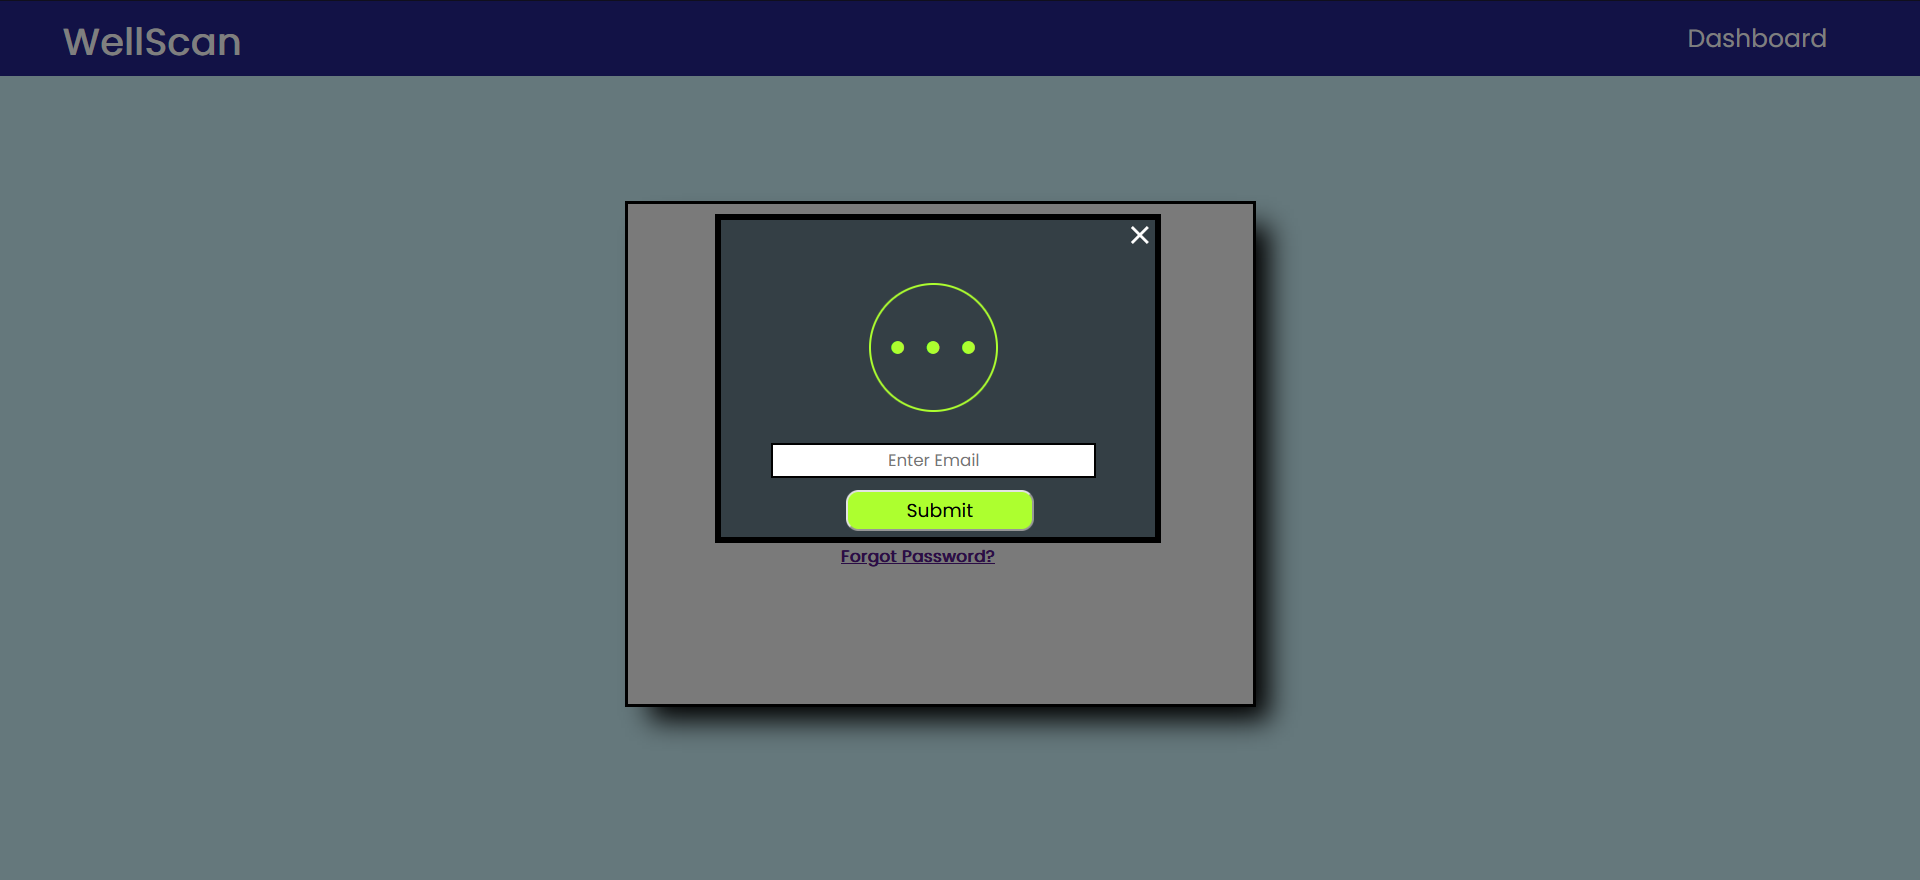 WellScan
Dashboard
Enter Email
Submit
Forgot Password?